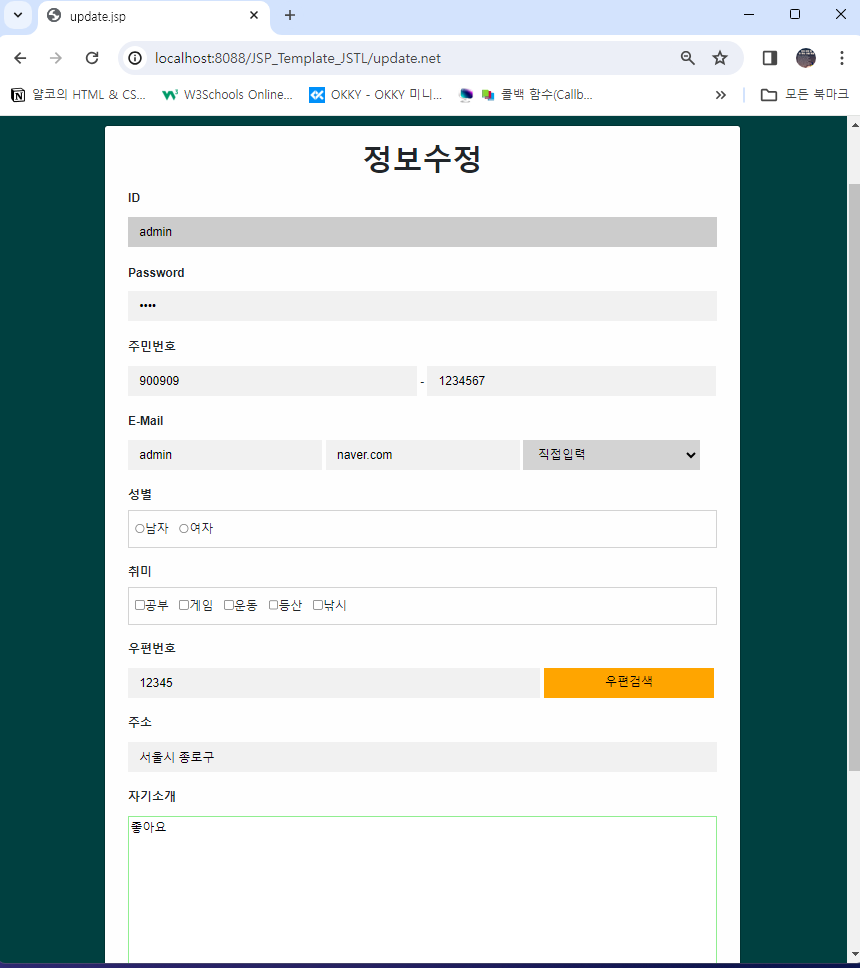 update.jsp
localhost:8088/JSP_Template_JSTL/update.net
얄코의 HTML & CS... W3Schools Online... OKKY - OKKY 미니... 콜백 함수(Callb... 모든 북마크
정보수정
ID
admin
Password
••••
주민번호
900909 - 1234567
E-Mail
admin naver.com 직접입력
성별
남자 여자
취미
공부 게임 운동 등산 낚시
우편번호
12345 우편검색
주소
서울시 종로구
자기소개
좋아요